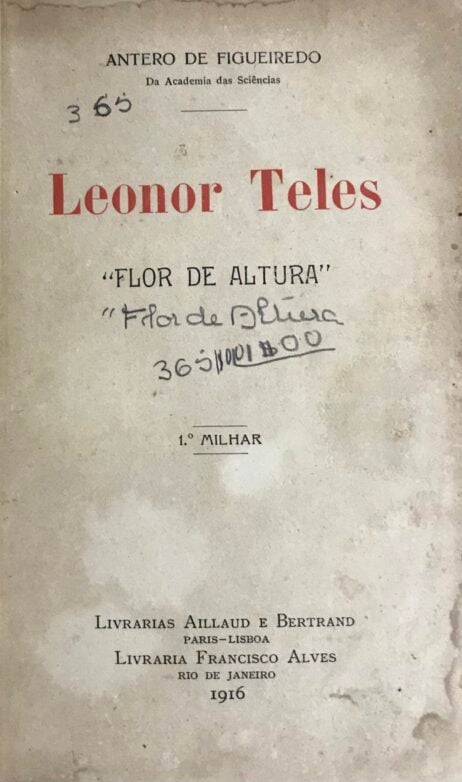 ANTERO DE FIGUEIREDO
Da Academia das Sciências
365
Leonor Teles
"FLOR DE ALTURA"
"Flor de Altura
365
1.º MILHAR
LIVRARIAS AILLAUD E BERTRAND
PARIS-LISBOA
LIVRARIA FRANCISCO ALVES
RIO DE JANEIRO
1916